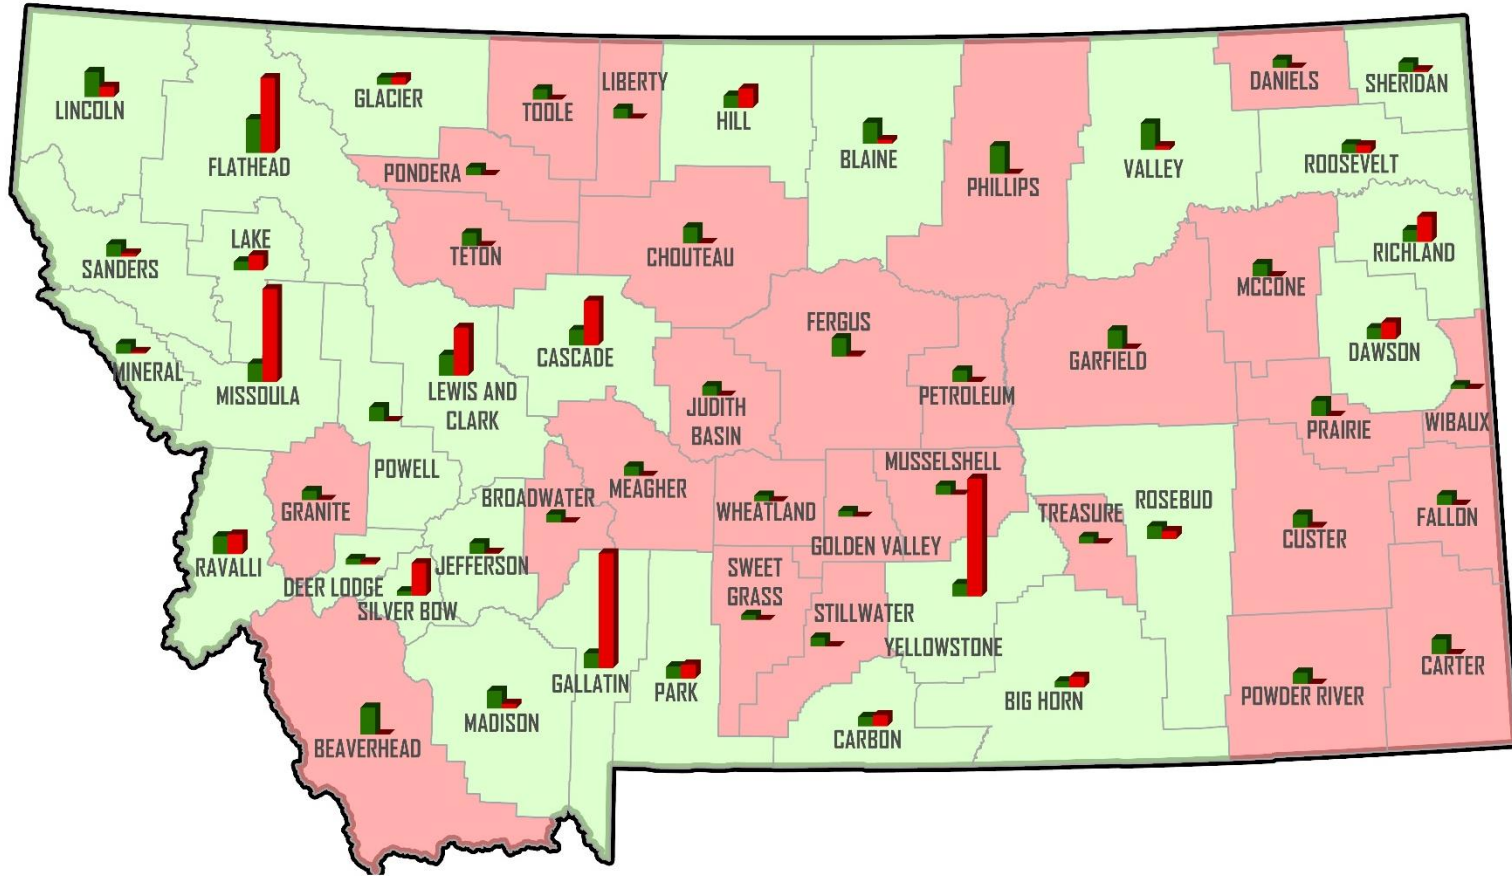 LINCOLN
FLATHEAD
GLACIER
TOOLE
LIBERTY
HILL
BLAINE
PHILLIPS
VALLEY
DANIELS
SHERIDAN
ROOSEVELT
PONDERA
SANDERS
LAKE
TETON
CHOUTEAU
RICHLAND
MCCONE
MINERAL
MISSOULA
LEWIS AND
CLARK
CASCADE
FERGUS
JUDITH
BASIN
PETROLEUM
GARFIELD
DAWSON
PRAIRIE
WIBAUX
POWELL
GRANITE
BROADWATER
MEAGHER
WHEATLAND
MUSSELSHELL
GOLDEN VALLEY
TREASURE
ROSEBUD
CUSTER
FALLON
RAVALLI
DEER LODGE
SILVER BOW
JEFFERSON
SWEET
GRASS
STILLWATER
YELLOWSTONE
BEAVERHEAD
MADISON
GALLATIN
PARK
CARBON
BIG HORN
POWDER RIVER
CARTER